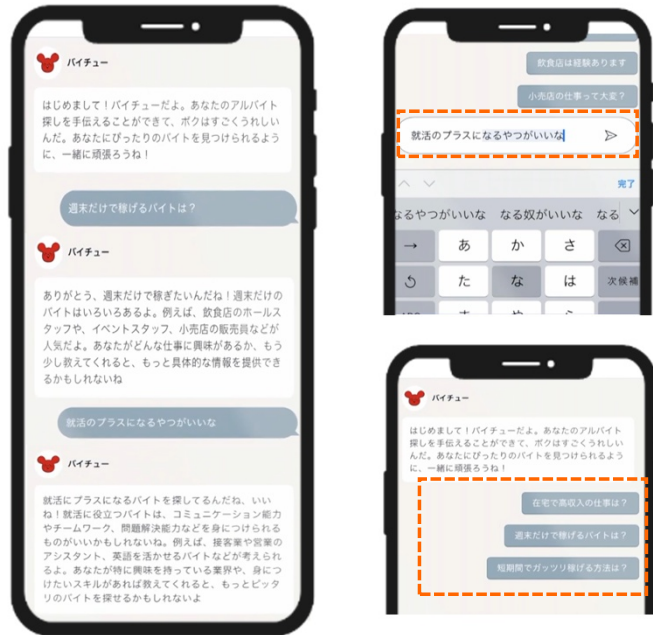 バイチュー
はじめまして！バイチューだよ。あなたのアルバイト
探しを手伝えることができて、ボクはすごくうれしい
んだ。あなたにぴったりのバイトを見つけられるよう
に、一緒に頑張ろうね！
週末だけで稼げるバイトは？
バイチュー
ありがとう、週末だけで稼ぎたいんだね！週末だけの
バイトはいろいろあるよ。例えば、飲食店のホールス
タッフや、イベントスタッフ、小売店の販売員などが
人気だよ。あなたがどんな仕事に興味があるか、もう
少し教えてくれると、もっと具体的な情報を提供でき
るかもしれないね
就活のプラスになるやつがいいな
バイチュー
就活にプラスになるバイトを探してるんだね、いい
ね！就活に役立つバイトは、コミュニケーション能力
やチームワーク、問題解決能力などを身につけられる
ものがいいかもしれないね。例えば、接客業や営業の
アシスタント、英語を活かせるバイトなどが考えられ
るよ。あなたが特に興味を持っている業界や、身につ
けたいスキルがあれば教えてくれると、もっとピッタ
リのバイトを探せるかもしれないよ
飲食店は経験あります
小売店の仕事って大変？
就活のプラスになるやつがいいな
完了
なるやつがいいな なる奴がいいな なる
→ あ か さ
た な は 次候補
バイチュー
はじめまして！バイチューだよ。あなたのアルバイト
探しを手伝えることができて、ボクはすごくうれしい
んだ。あなたにぴったりのバイトを見つけられるよう
に、一緒に頑張ろうね！
在宅で高収入の仕事は？
週末だけで稼げるバイトは？
短期間でガッツリ稼げる方法は？